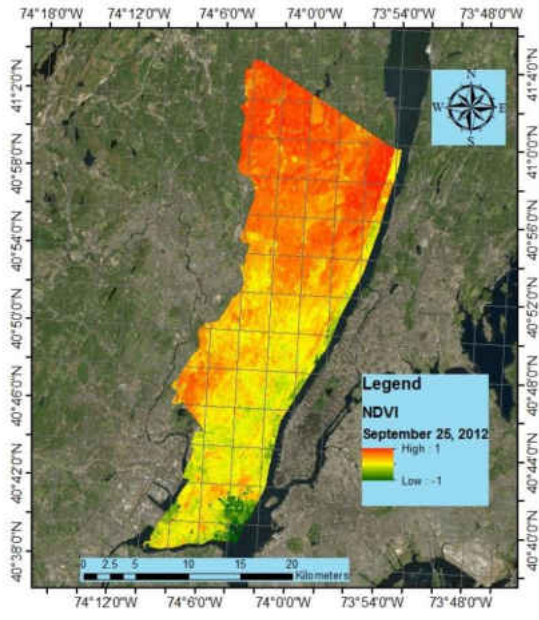 74°18'0"W 74°12'0"W 74°6'0"W 74°0'0"W 73°54'0"W 73°48'0"W
41°2'0"N
40°58'0"N
40°54'0"N
40°50'0"N
40°46'0"N
40°42'0"N
40°38'0"N
41°4'0"N
41°0'0"N
40°56'0"N
40°52'0"N
40°48'0"N
40°44'0"N
40°40'0"N
N
W E
S
Legend
NDVI
September 25, 2012
High : 1
Low : -1
0 2.5 5 10 15 20
Kilometers
74°12'0"W 74°6'0"W 74°0'0"W 73°54'0"W 73°48'0"W